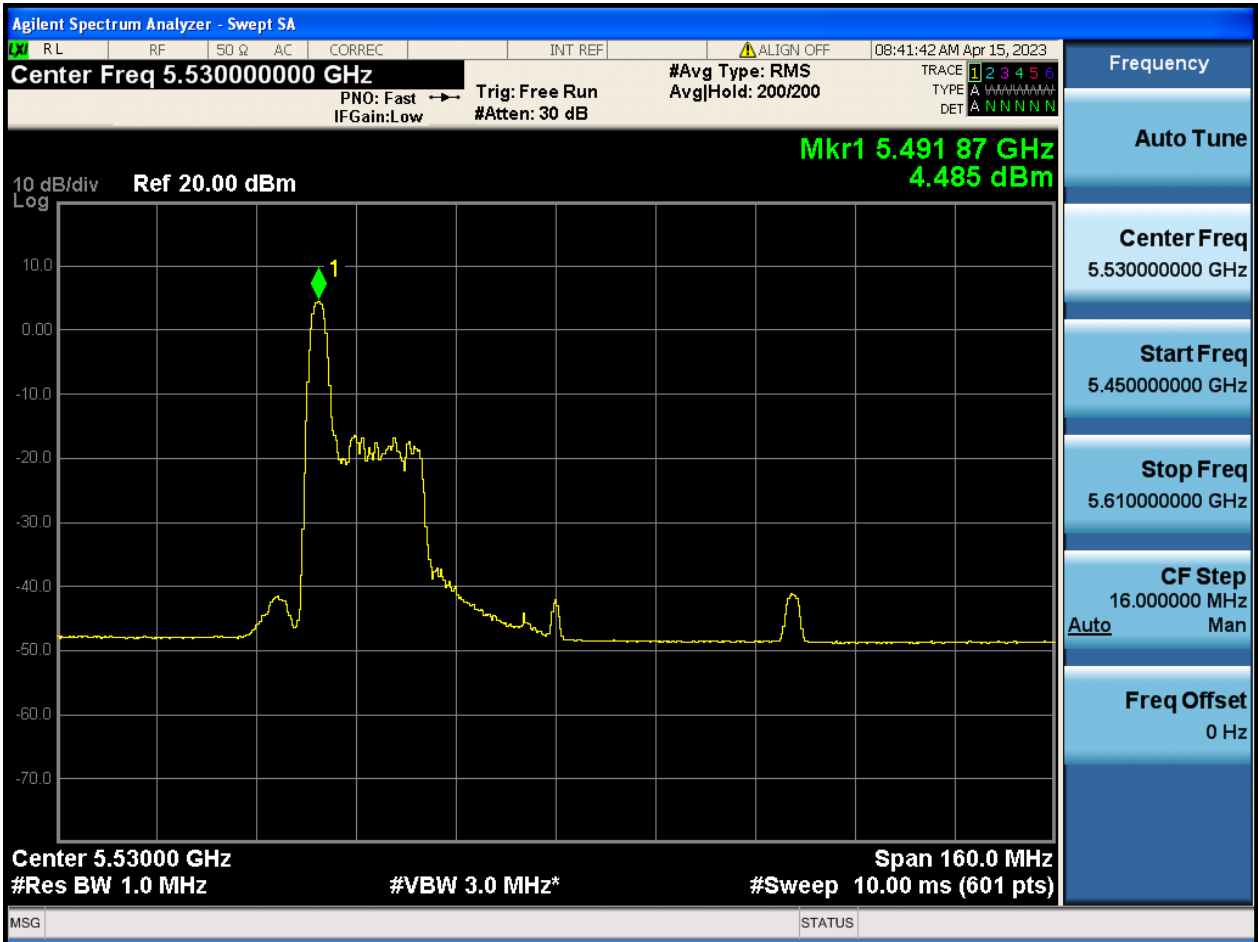 Agilent Spectrum Analyzer - Swept SA
LXI RL RF 50 Ω AC CORREC INT REF ALIGN OFF 08:41:42 AM Apr 15, 2023
Center Freq 5.530000000 GHz
PNO: Fast
IFGain:Low
Trig: Free Run
#Atten: 30 dB
#Avg Type: RMS
Avg|Hold: 200/200
TRACE 1 2 3 4 5 6
TYPE A WWWWW
DET A N N N N N
Mkr1 5.491 87 GHz
4.485 dBm
10 dB/div Ref 20.00 dBm
Log
1
10.0
0.00
-10.0
-20.0
-30.0
-40.0
-50.0
-60.0
-70.0
Center 5.53000 GHz Span 160.0 MHz
#Res BW 1.0 MHz #VBW 3.0 MHz* #Sweep 10.00 ms (601 pts)
MSG STATUS
Frequency
Auto Tune
Center Freq
5.530000000 GHz
Start Freq
5.450000000 GHz
Stop Freq
5.610000000 GHz
CF Step
16.000000 MHz
Auto Man
Freq Offset
0 Hz